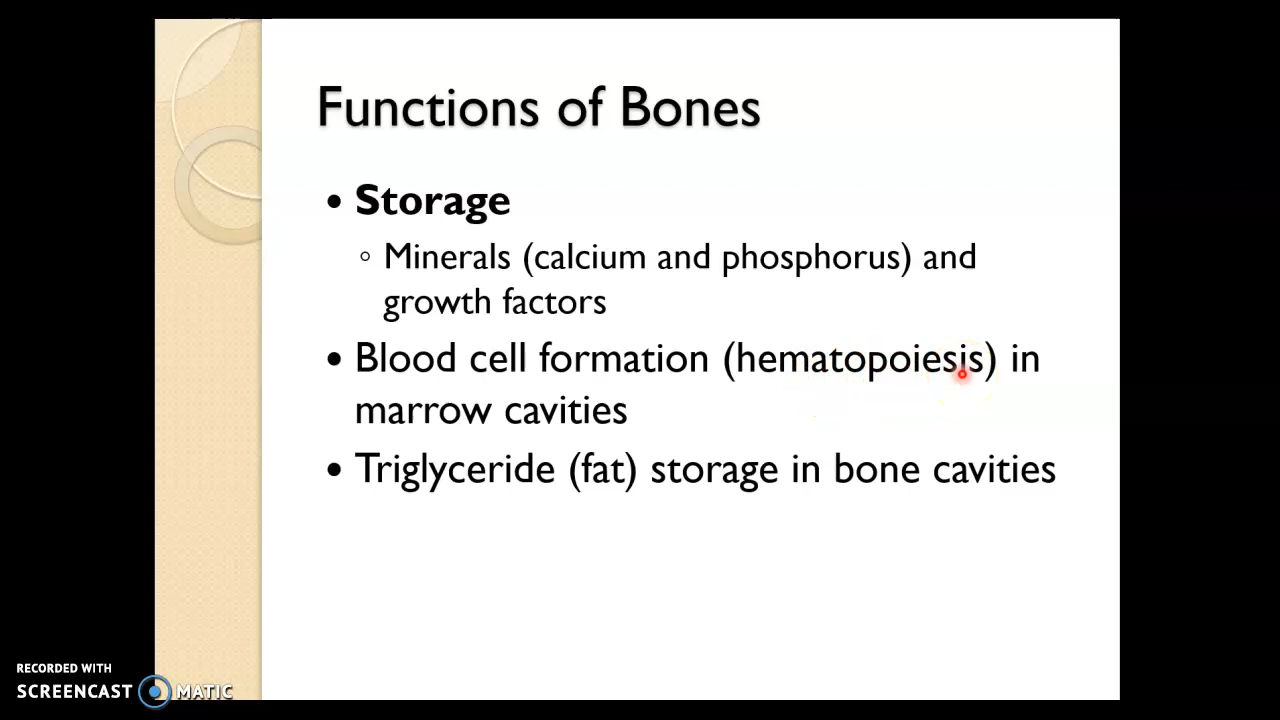 Functions of Bones
• Storage
◦ Minerals (calcium and phosphorus) and
growth factors
• Blood cell formation (hematopoiesis) in
marrow cavities
• Triglyceride (fat) storage in bone cavities
RECORDED WITH
SCREENCAST MATIC